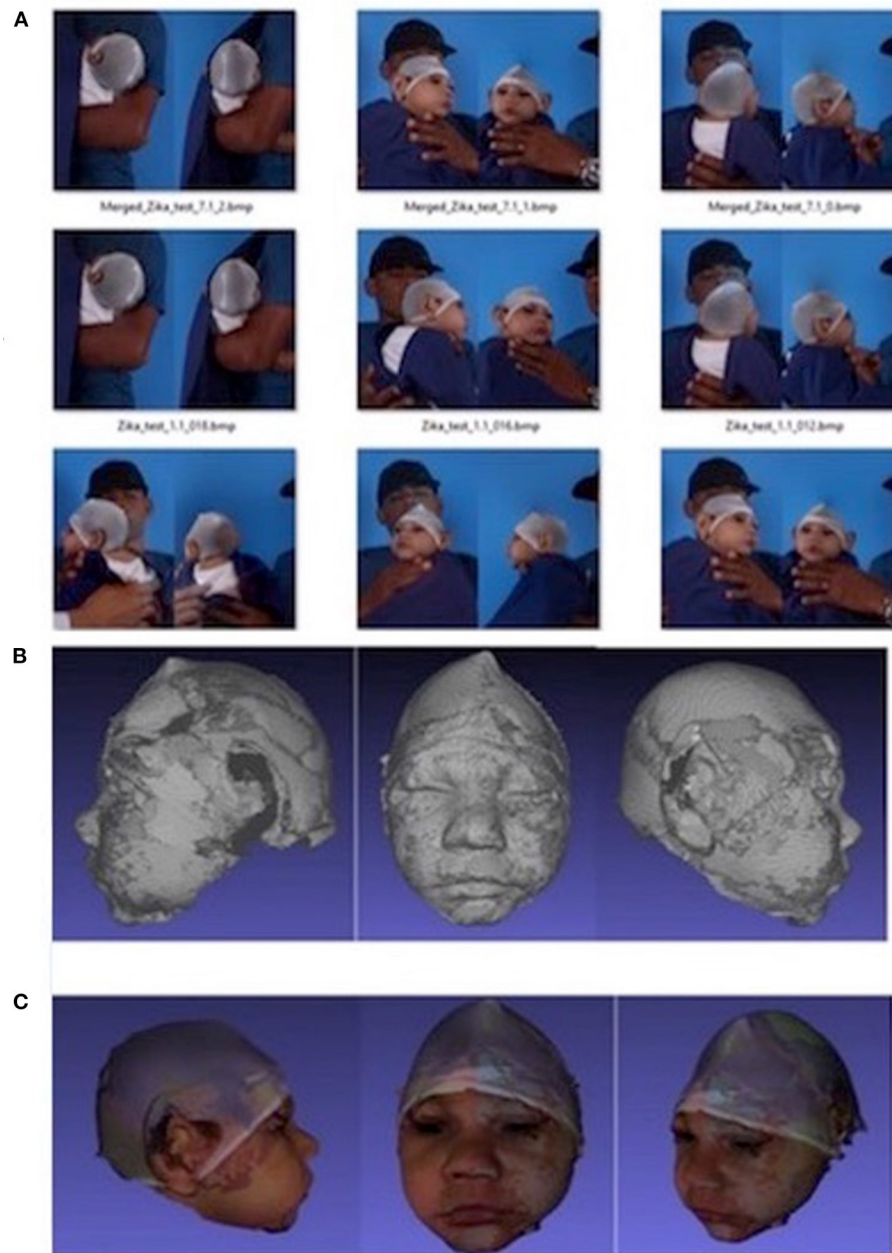 A
Merged_Zika_test_7.1_2.bmp
Merged_Zika_test_7.1_1.bmp
Merged_Zika_test_7.1_0.bmp
Zika_test_1.1_018.bmp
Zika_test_1.1_016.bmp
Zika_test_1.1_012.bmp
B
C